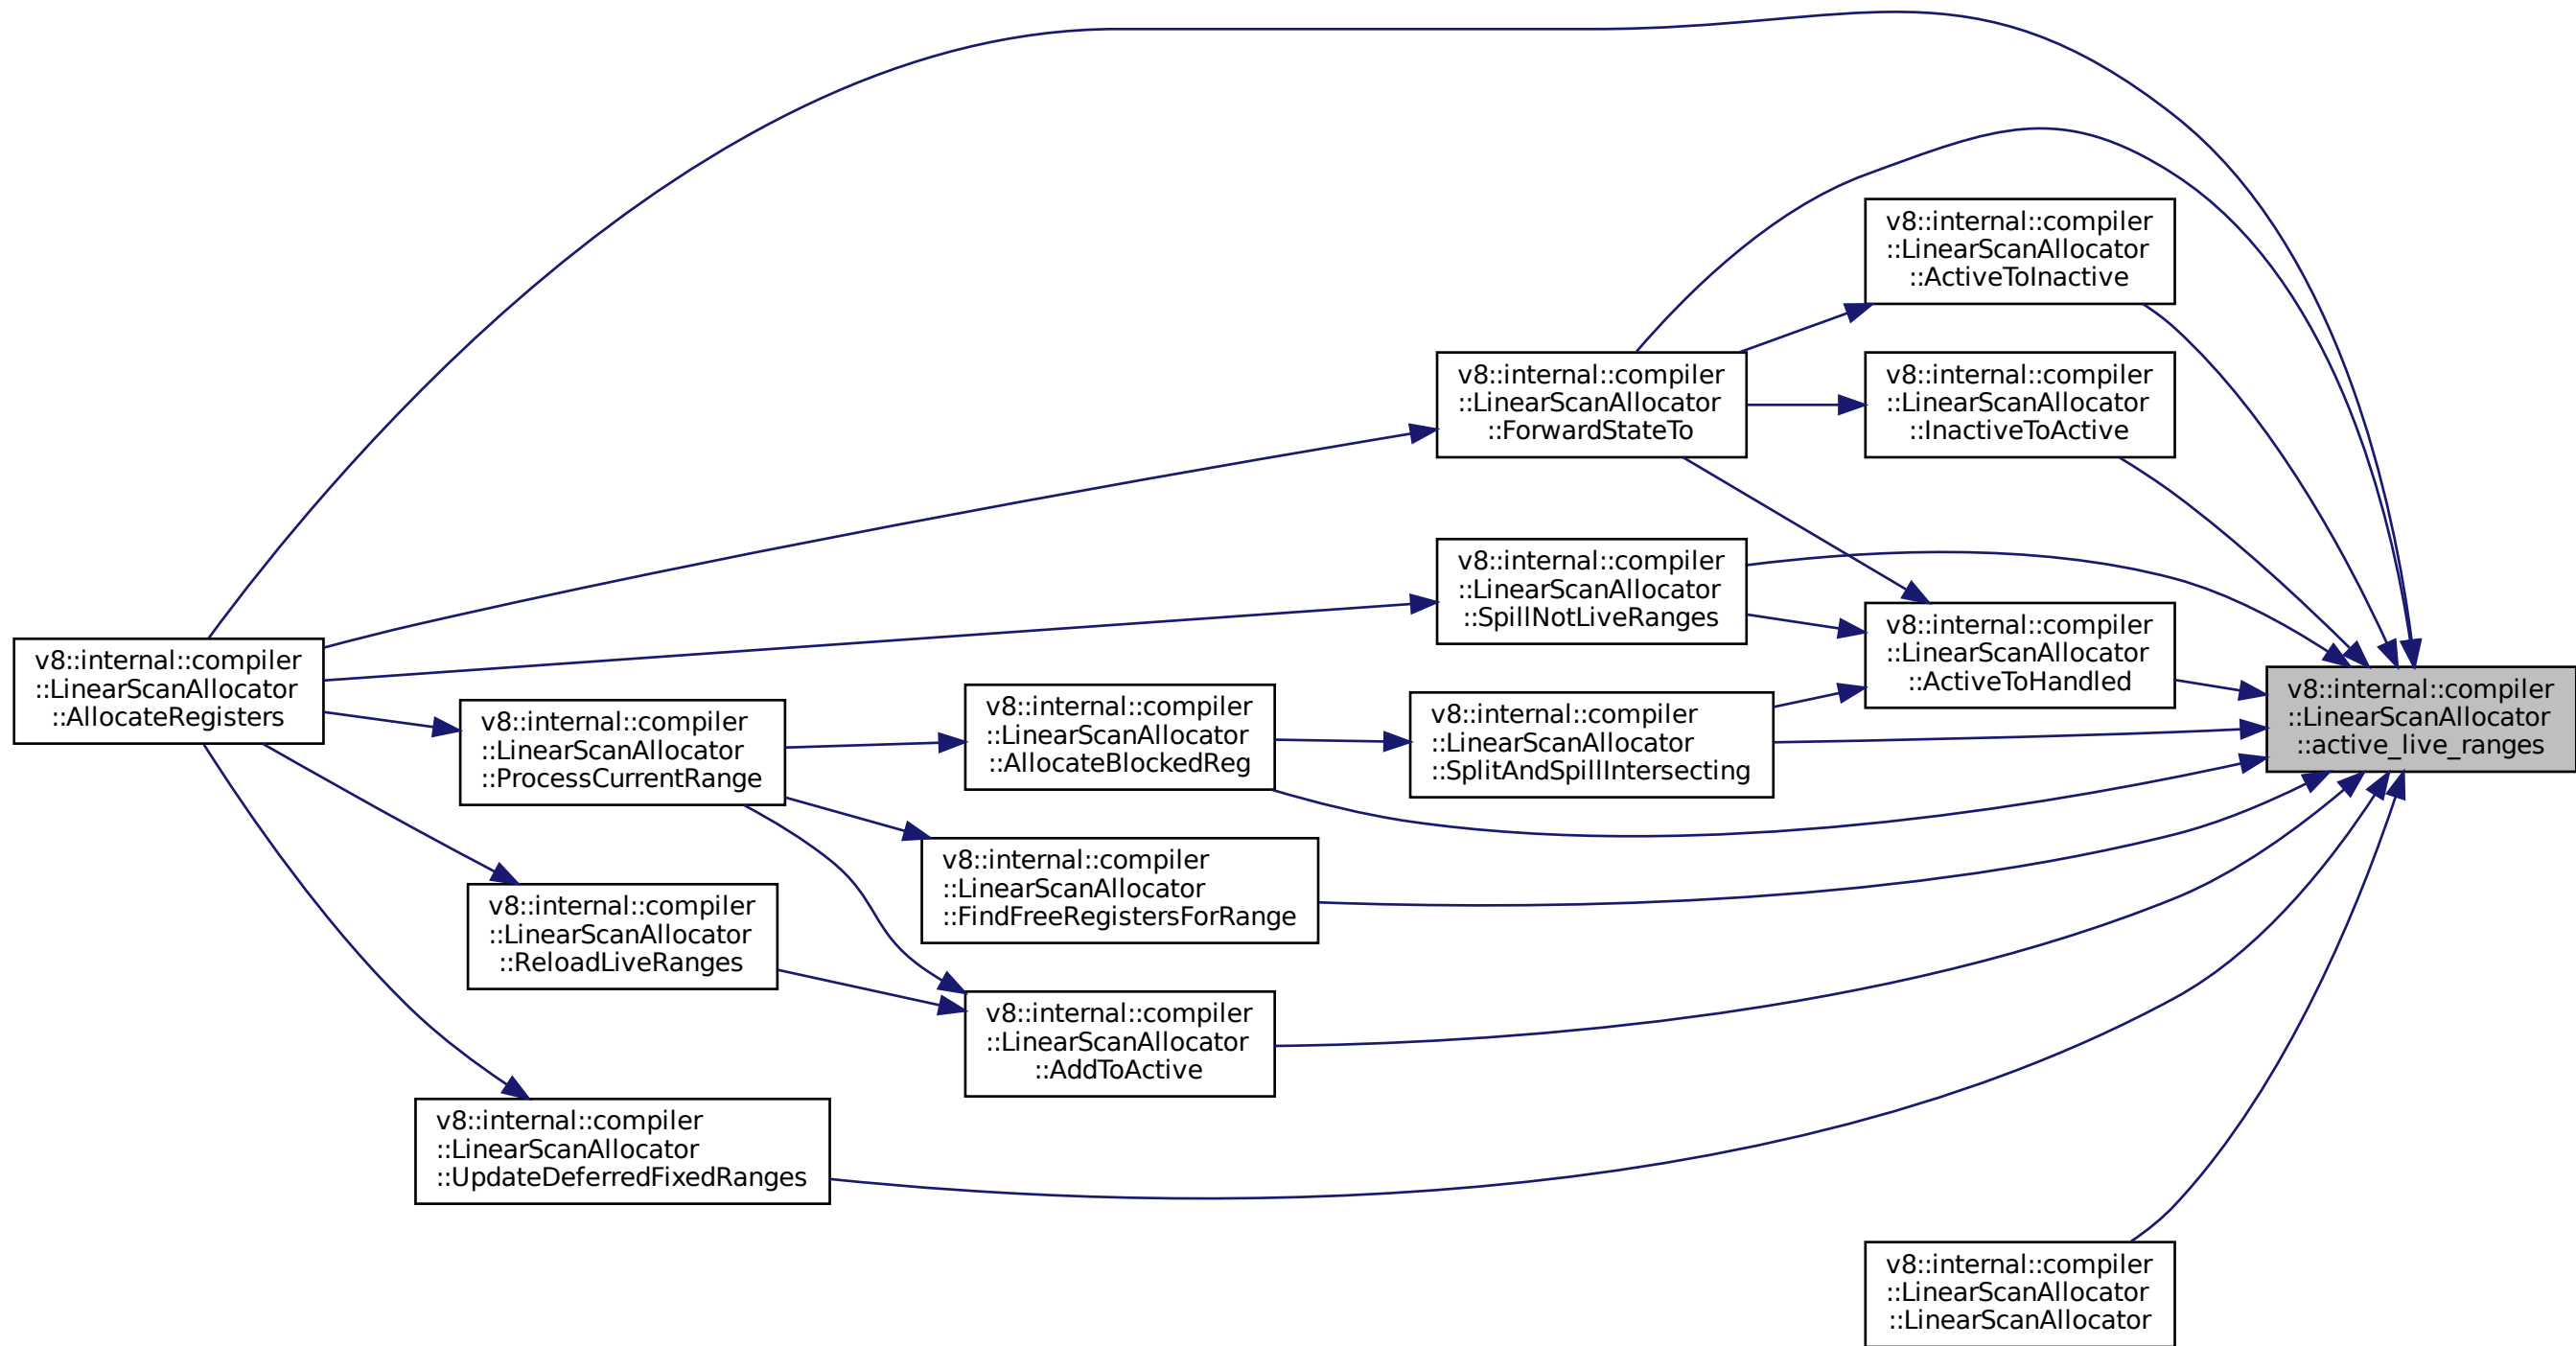 v8::internal::compiler
::LinearScanAllocator
::ActiveToInactive
v8::internal::compiler
::LinearScanAllocator
::ForwardStateTo
v8::internal::compiler
::LinearScanAllocator
::InactiveToActive
v8::internal::compiler
::LinearScanAllocator
::SpillNotLiveRanges
v8::internal::compiler
::LinearScanAllocator
::ActiveToHandled
v8::internal::compiler
::LinearScanAllocator
::AllocateRegisters
v8::internal::compiler
::LinearScanAllocator
::active_live_ranges
v8::internal::compiler
::LinearScanAllocator
::ProcessCurrentRange
v8::internal::compiler
::LinearScanAllocator
::AllocateBlockedReg
v8::internal::compiler
::LinearScanAllocator
::SplitAndSpillIntersecting
v8::internal::compiler
::LinearScanAllocator
::FindFreeRegistersForRange
v8::internal::compiler
::LinearScanAllocator
::ReloadLiveRanges
v8::internal::compiler
::LinearScanAllocator
::AddToActive
v8::internal::compiler
::LinearScanAllocator
::UpdateDeferredFixedRanges
v8::internal::compiler
::LinearScanAllocator
::LinearScanAllocator